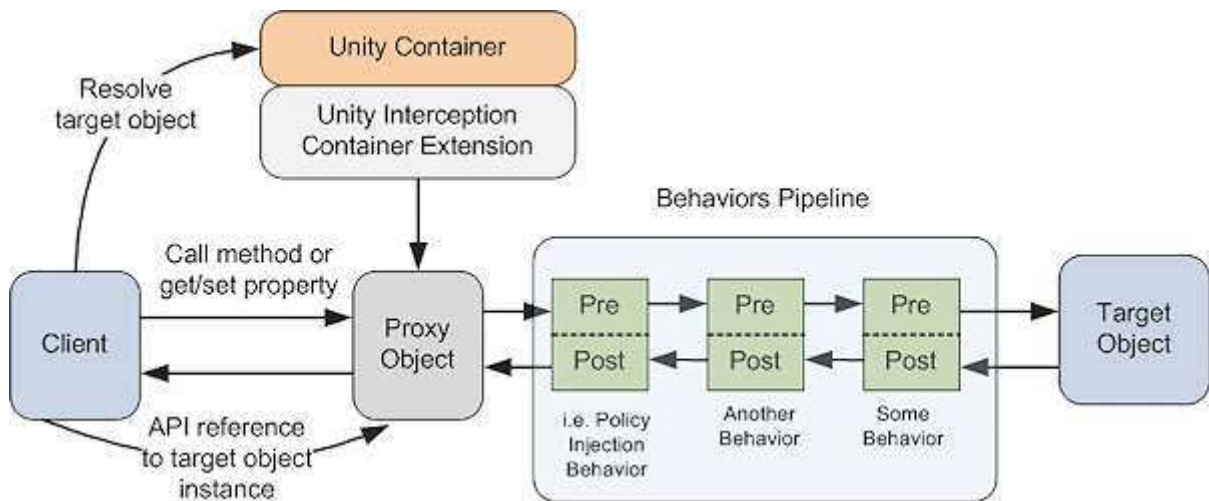 Unity Container
Resolve
target object
Unity Interception
Container Extension
Behaviors Pipeline
Call method or
get/set property
Client
Proxy
Object
Pre
Post
Pre
Post
Pre
Post
Target
Object
i.e. Policy
Injection
Behavior
Another
Behavior
Some
Behavior
API reference
to target object
instance